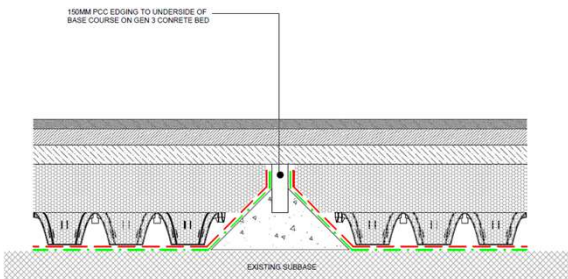 150MM PCC EDGING TO UNDERSIDE OF
BASE COURSE ON GEN 3 CONRETE BED
EXISTING SUBBASE